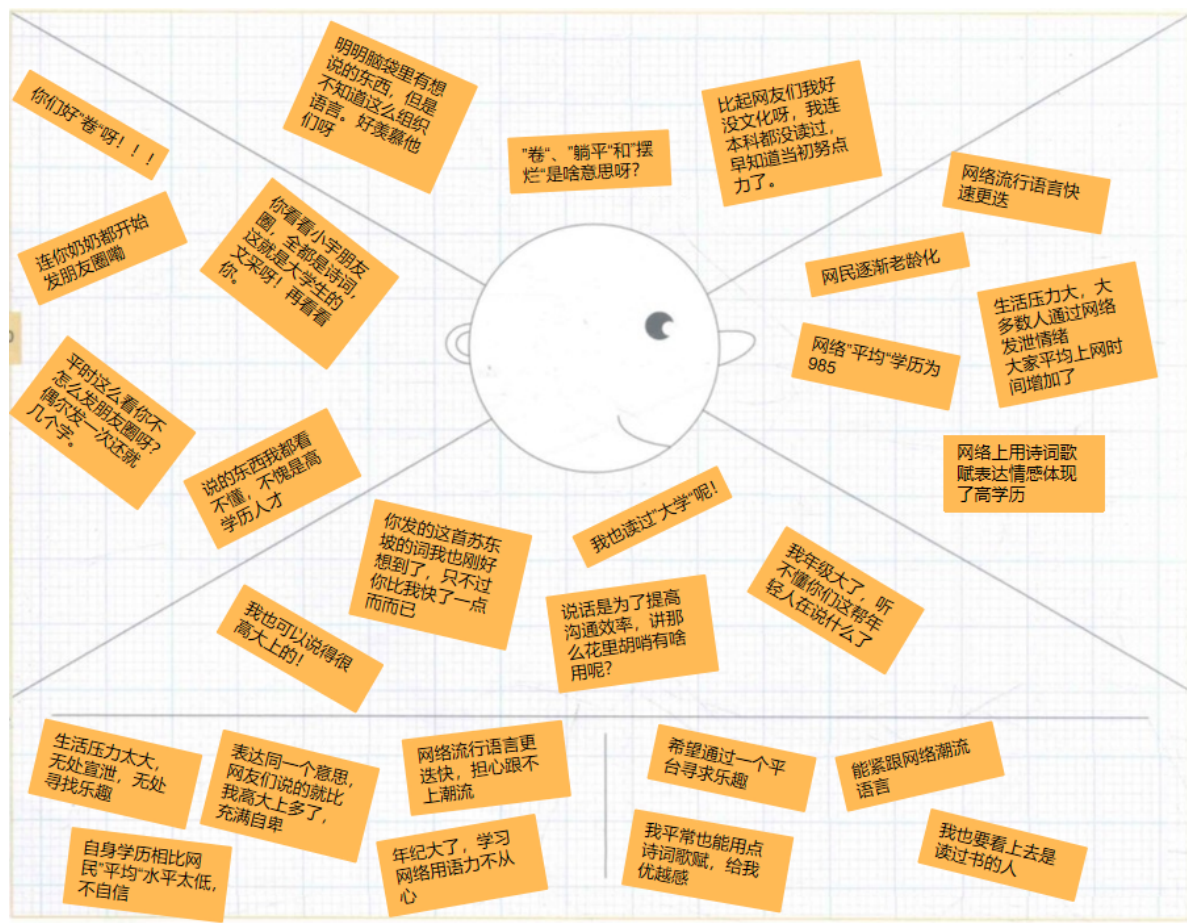 你们好"卷"呀！！！
明明脑袋里有想
说的东西，但是
不知道这么组织
语言。好羡慕他
们呀
"卷"、"躺平"和"摆
烂"是啥意思呀？
比起网友们我好
没文化呀，我连
本科都没读过，
早知道当初努点
力了。
网络流行语言快
速更迭
连你奶奶都开始
发朋友圈嘞
你看看小宇朋友
圈，全都是诗词，
这就是大学生的
文采呀！再看看
你。
网民逐渐老龄化
生活压力大，大
多数人通过网络
发泄情绪
大家平均上网时
间增加了
网络"平均"学历为
985
平时这么看你不
怎么发朋友圈呀？
偶尔发一次还就
几个字。
说的东西我都看
不懂，不愧是高
学历人才
网络上用诗词歌
赋表达情感体现
了高学历
你发的这首苏东
坡的词我也刚好
想到了，只不过
你比我快了一点
而而已
我也读过"大学"呢！
我年级大了，听
不懂你们这帮年
轻人在说什么了
我也可以说得很
高大上的！
说话是为了提高
沟通效率，讲那
么花里胡哨有啥
用呢？
生活压力太大，
无处宣泄，无处
寻找乐趣
表达同一个意思，
网友们说的就比
我高大上多了，
充满自卑
网络流行语言更
迭快，担心跟不
上潮流
自身学历相比网
民"平均"水平太低，
不自信
年纪大了，学习
网络用语力不从
心
希望通过一个平
台寻求乐趣
能紧跟网络潮流
语言
我平常也能用点
诗词歌赋，给我
优越感
我也要看上去是
读过书的人